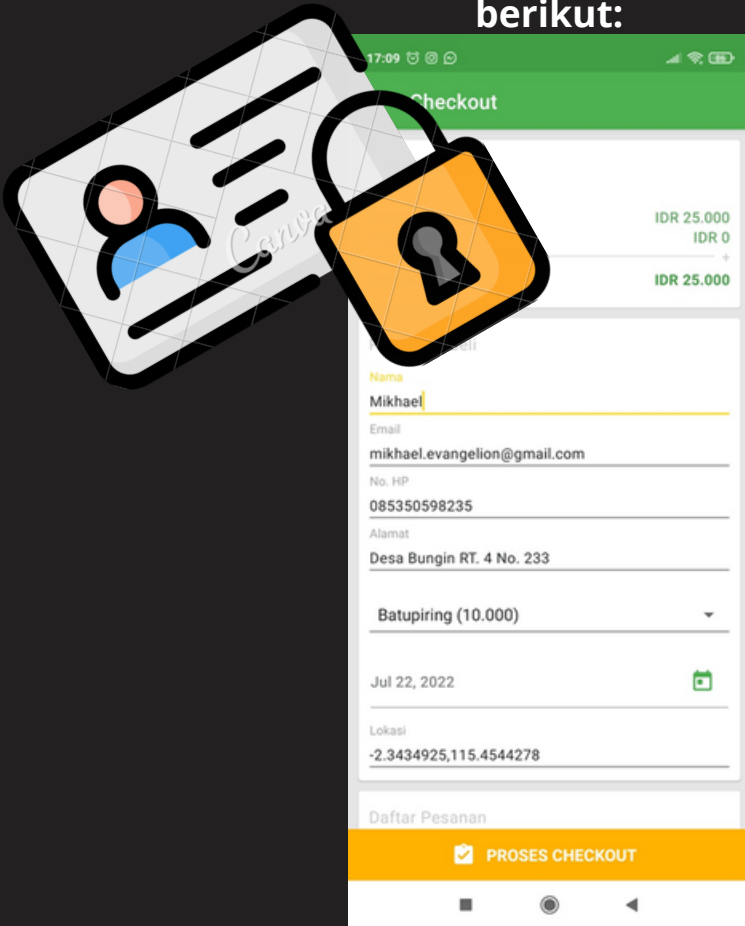 berikut:
17:09
Checkout
IDR 25.000
IDR 0
+
IDR 25.000
Canva
Nama
Mikhael
Email
mikhael.evangelion@gmail.com
No. HP
085350598235
Alamat
Desa Bungin RT. 4 No. 233
Batupiring (10.000)
Jul 22, 2022
Lokasi
-2.3434925,115.4544278
Daftar Pesanan
PROSES CHECKOUT